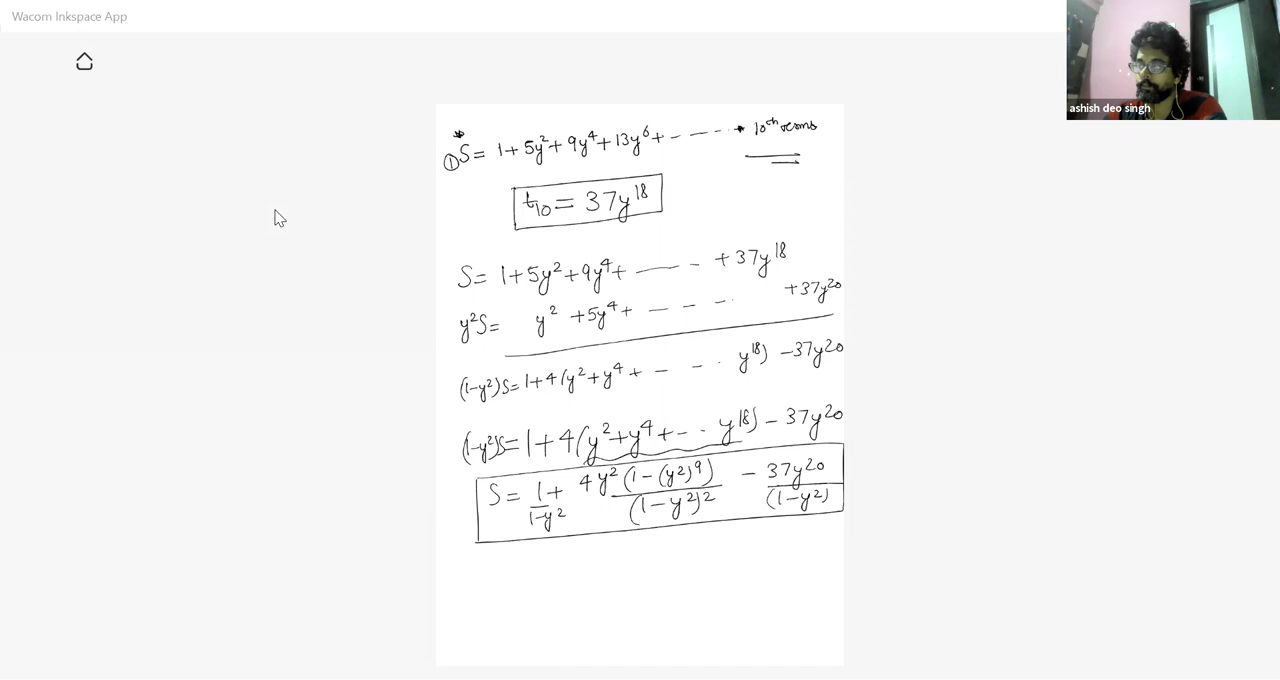 Wacom Inkspace App
ashish deo singh
① S = 1 + 5y² + 9y⁴ + 13y⁶ + - - - - 10th terms
t₁₀ = 37y¹⁸
S = 1 + 5y² + 9y⁴ + - - - + 37y¹⁸
y²S = y² + 5y⁴ + - - - + 37y²⁰
(1-y²)S = 1 + 4(y² + y⁴ + - - - y¹⁸) - 37y²⁰
(1-y²)S = 1 + 4(y² + y⁴ + - - - y¹⁸) - 37y²⁰
S = 1/(1-y²) + 4y²(1-(y²)⁹)/(1-y²)² - 37y²⁰/(1-y²)